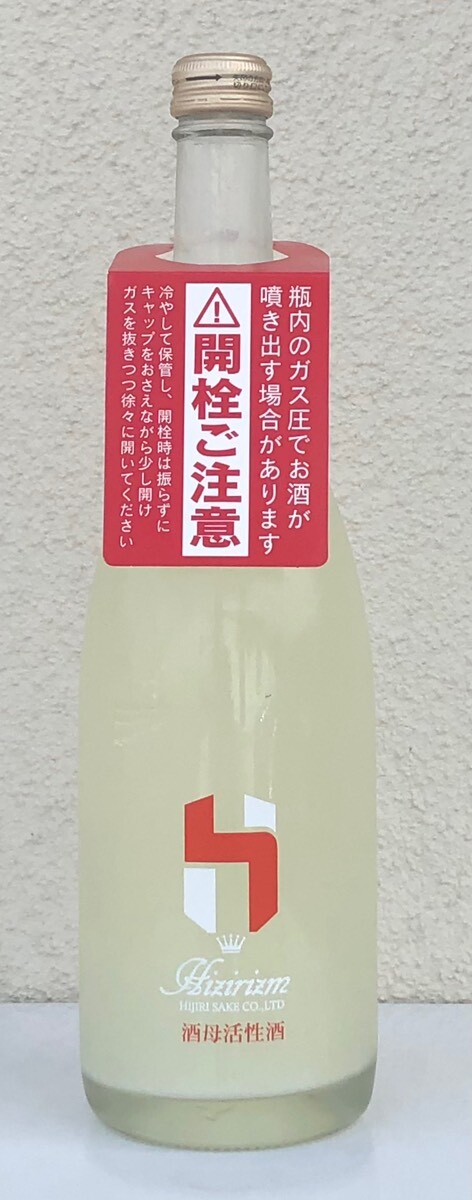 瓶内のガス圧でお酒が
噴き出す場合があります
開栓ご注意
冷やして保管し、開栓時は振らずに
キャップをおさえながら少し開け
ガスを抜きつつ徐々に開いてください
Hizirizm
HIJIRI SAKE CO.,LTD
酒母活性酒